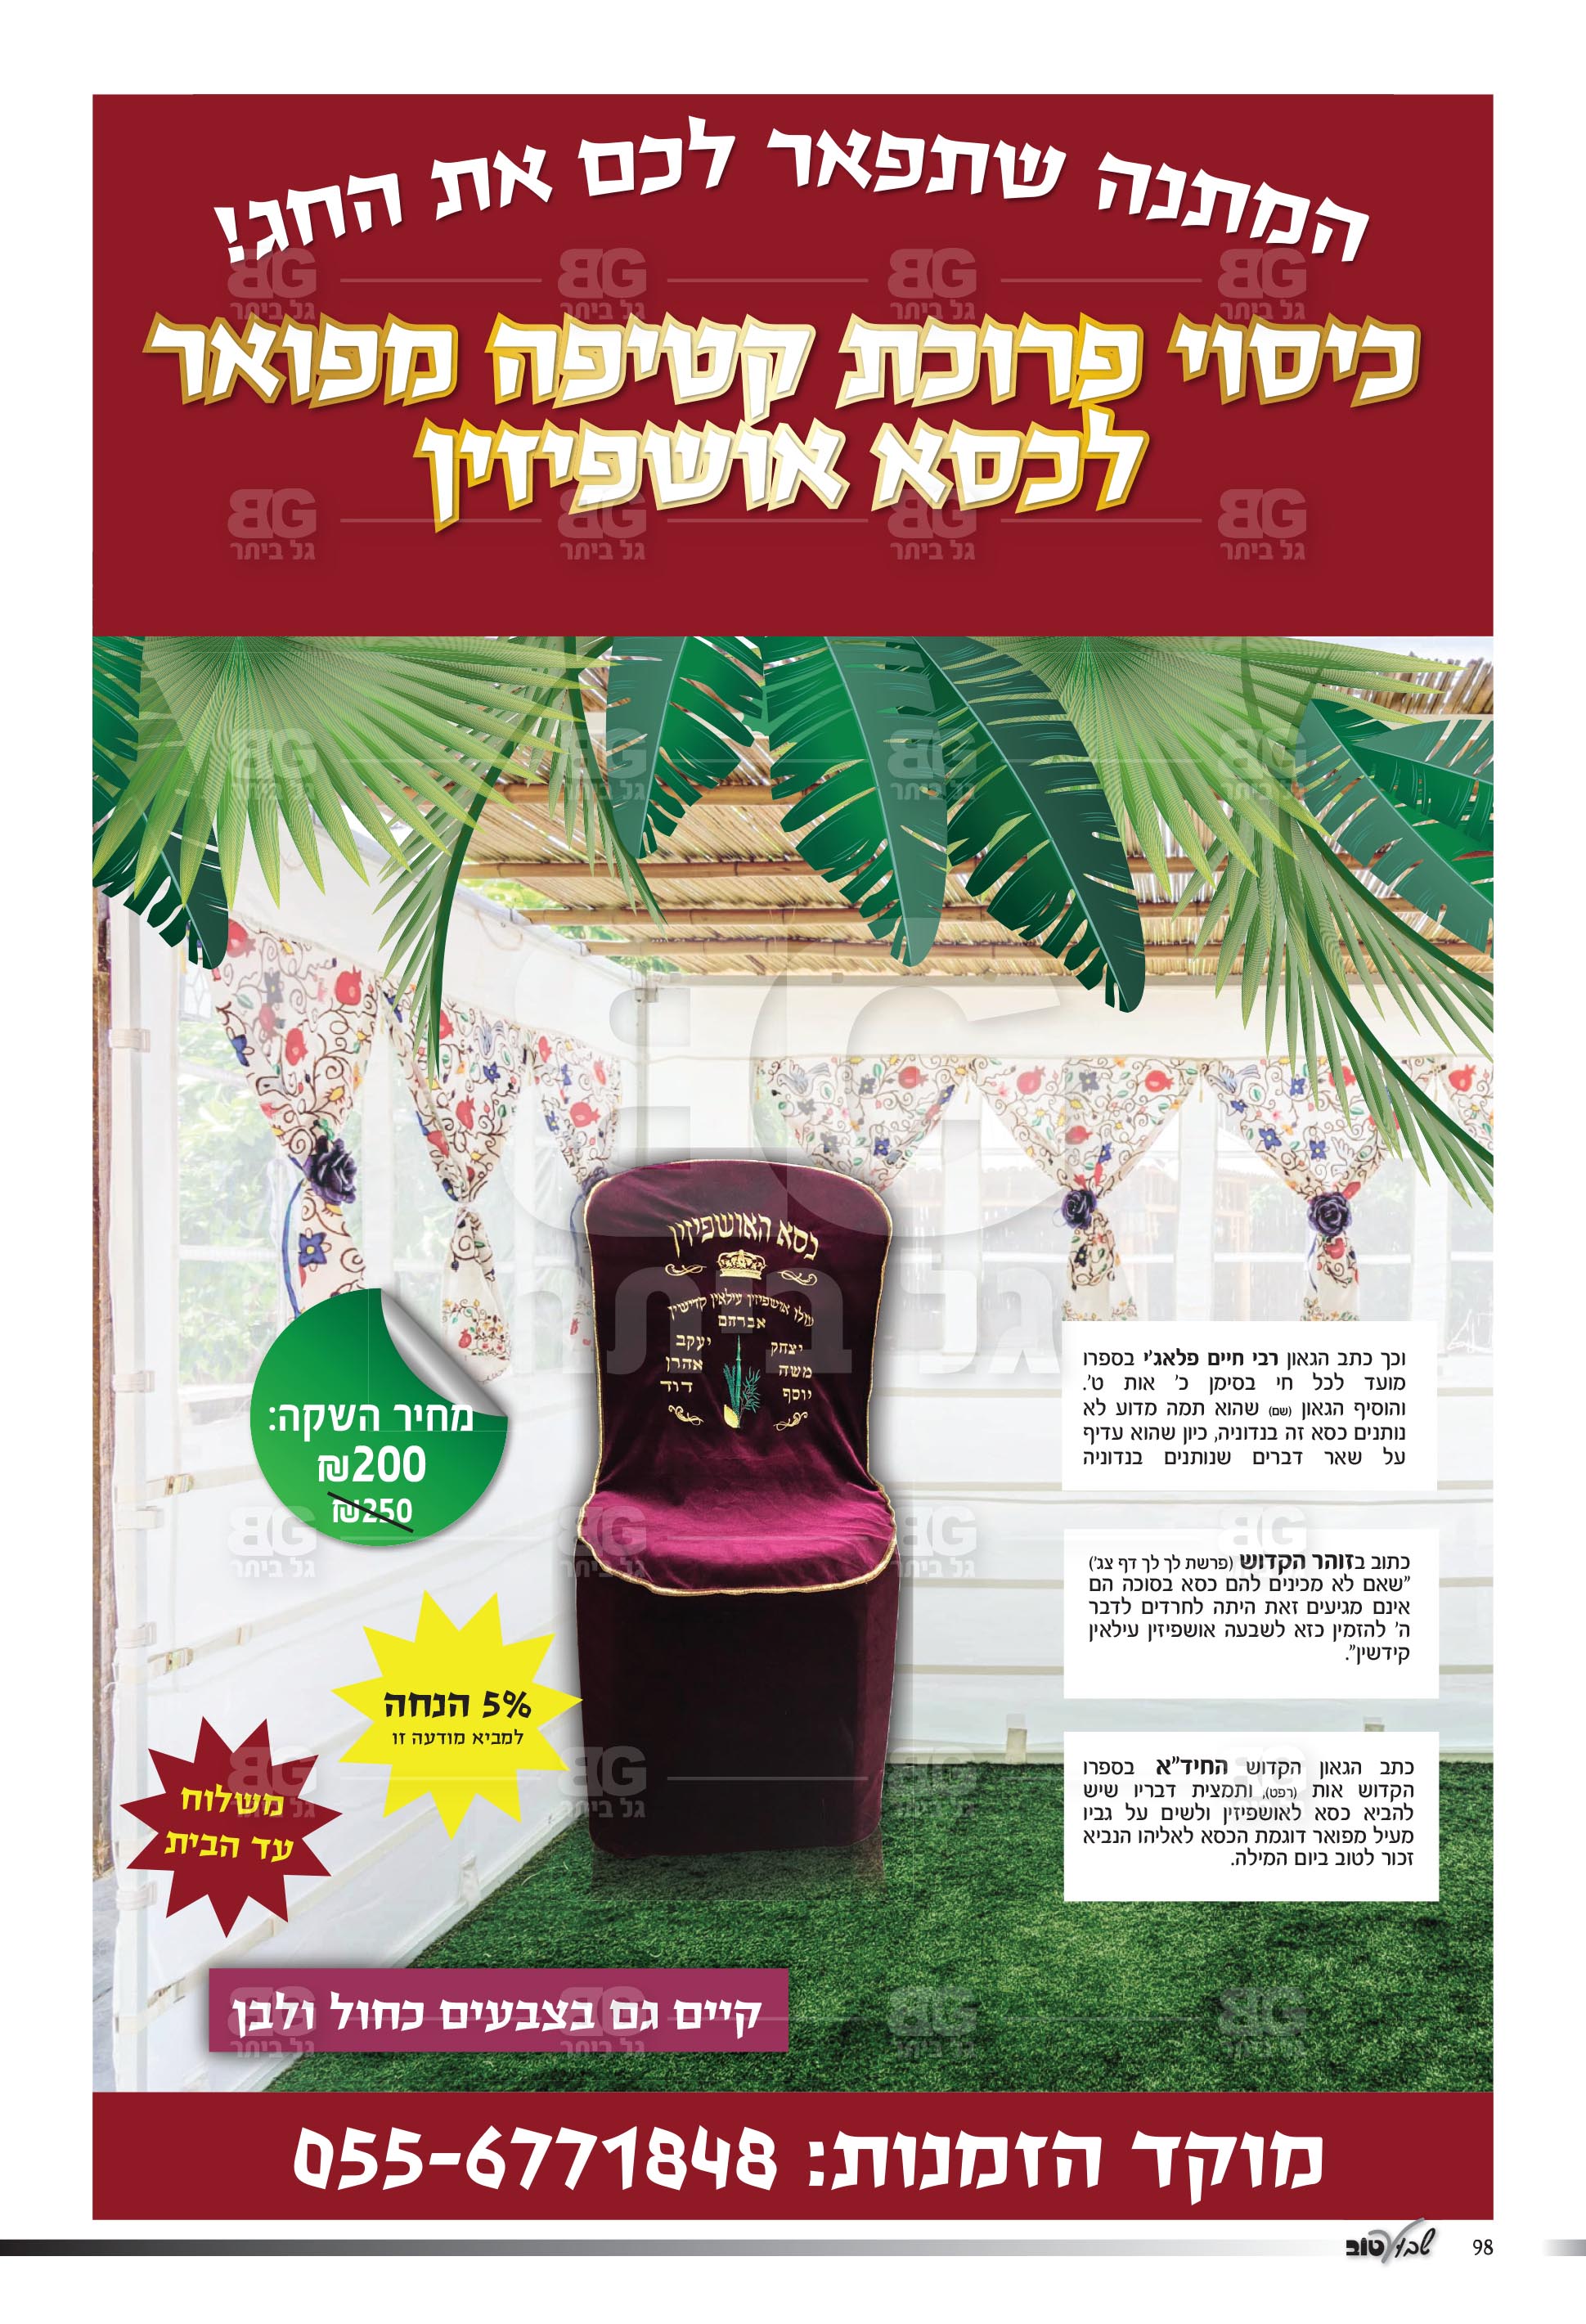 המתנה שתפאר לכם את החג!
כיסוי פרוכת קטיפה מפואר
לכסא אושפיזין
כסא האושפיזין
עולו אושפיזין עילאין קדישין
אברהם
יצחק יעקב
משה אהרן
יוסף דוד
מחיר השקה:
200₪
250₪
5% הנחה
למביא מודעה זו
משלוח
עד הבית
וכך כתב הגאון רבי חיים פלאג'י בספרו
מועד לכל חי בסימן כ' אות ט'.
והוסיף הגאון (שם) שהוא תמה מדוע לא
נותנים כסא זה בנדוניה, כיון שהוא עדיף
על שאר דברים שנותנים בנדוניה
כתוב בזוהר הקדוש (פרשת לך לך דף צג')
"שאם לא מכינים להם כסא בסוכה הם
אינם מגיעים זאת היתה לחרדים לדבר
ה' להזמין כזא לשבעה אושפיזין עילאין
קידשין".
כתב הגאון הקדוש החיד"א בספרו
הקדוש אות (רפט), ותמצית דבריו שיש
להביא כסא לאושפיזין ולשים על גביו
מעיל מפואר דוגמת הכסא לאליהו הנביא
זכור לטוב ביום המילה.
קיים גם בצבעים כחול ולבן
מוקד הזמנות: 055-6771848
98 שבוע טוב
BG
גל ביתר